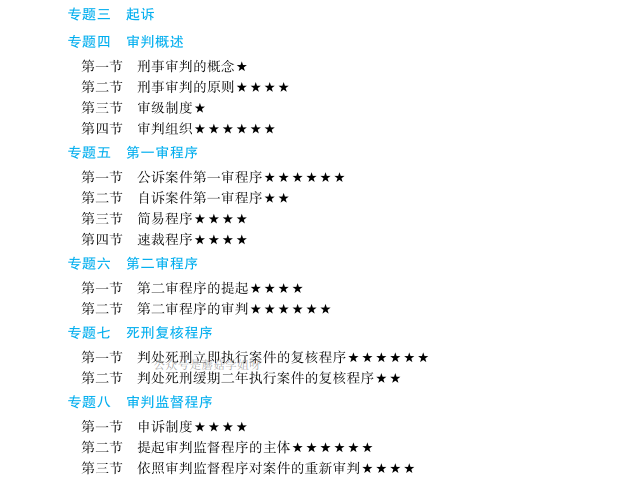 专题三 起诉
专题四 审判概述
第一节 刑事审判的概念★
第二节 刑事审判的原则★★★★
第三节 审级制度★
第四节 审判组织★★★★★★
专题五 第一审程序
第一节 公诉案件第一审程序★★★★★★
第二节 自诉案件第一审程序★★
第三节 简易程序★★★★
第四节 速裁程序★★★★
专题六 第二审程序
第一节 第二审程序的提起★★★★
第二节 第二审程序的审判★★★★★★
专题七 死刑复核程序
第一节 判处死刑立即执行案件的复核程序★★★★★★
公众号是蘑菇学姐呀
第二节 判处死刑缓期二年执行案件的复核程序★★
专题八 审判监督程序
第一节 申诉制度★★★★
第二节 提起审判监督程序的主体★★★★★★
第三节 依照审判监督程序对案件的重新审判★★★★